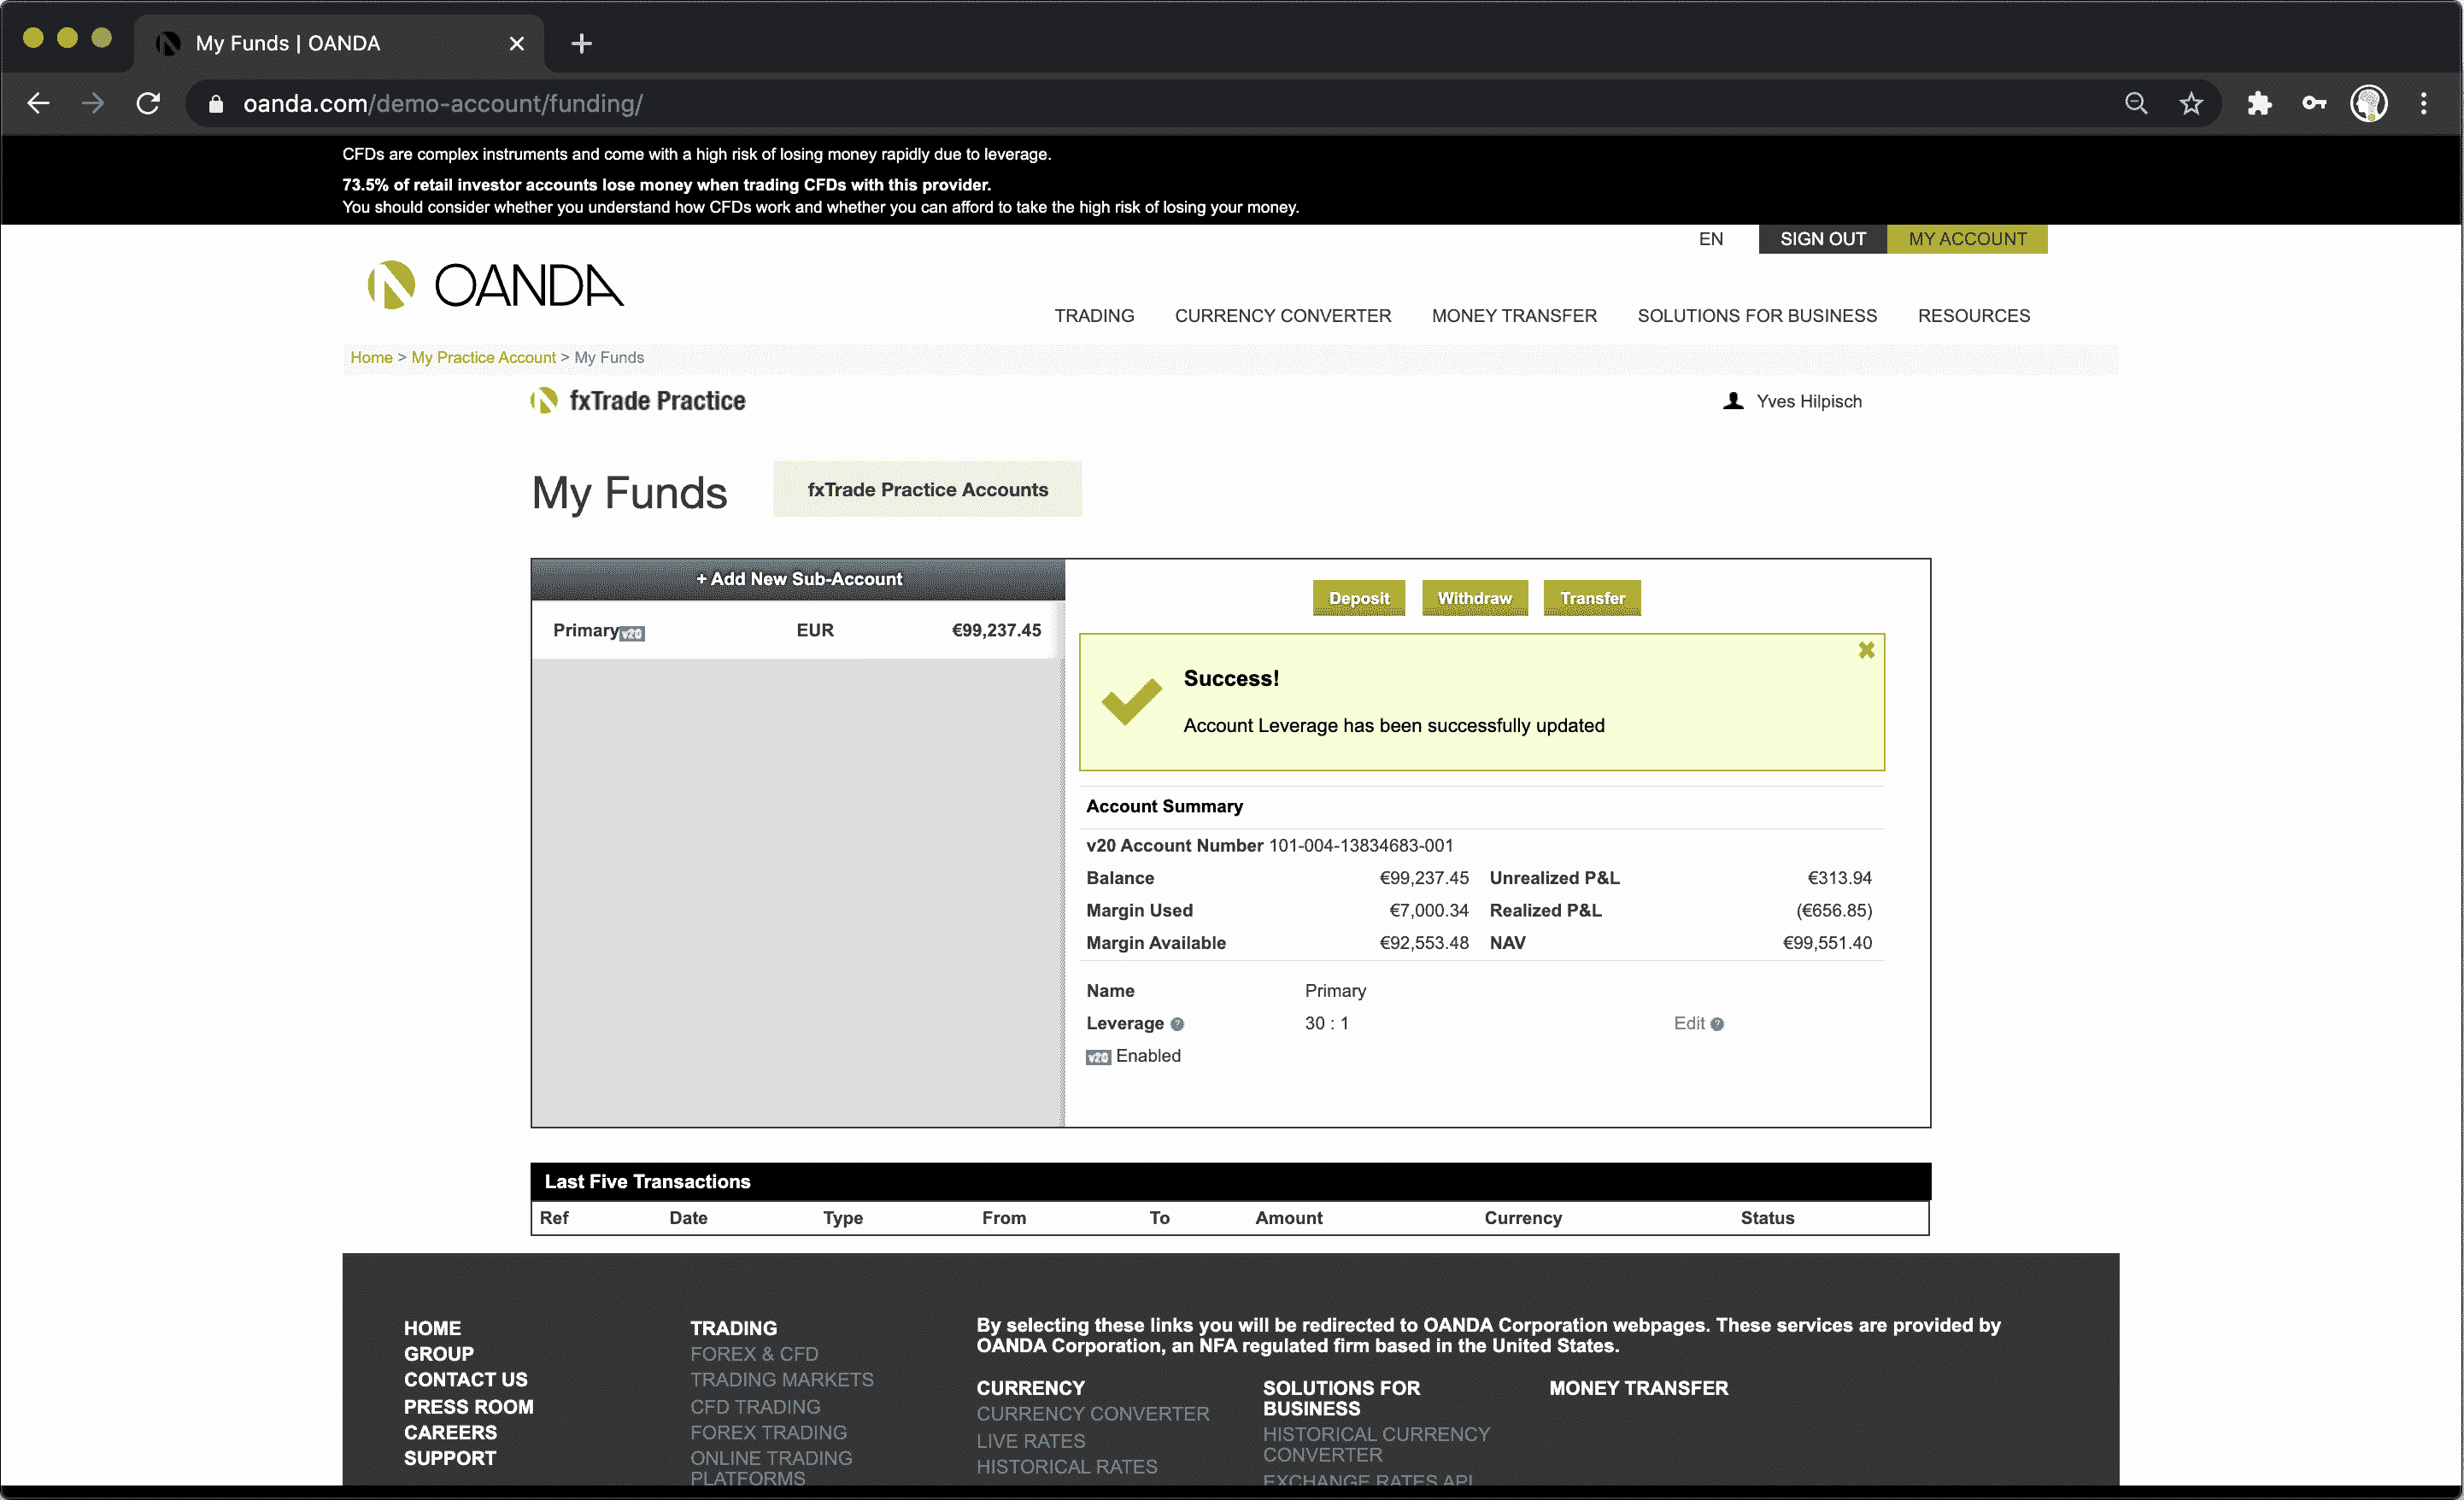 My Funds | OANDA
oanda.com/demo-account/funding/
CFDs are complex instruments and come with a high risk of losing money rapidly due to leverage.
73.5% of retail investor accounts lose money when trading CFDs with this provider.
You should consider whether you understand how CFDs work and whether you can afford to take the high risk of losing your money.
EN SIGN OUT MY ACCOUNT
OANDA
TRADING CURRENCY CONVERTER MONEY TRANSFER SOLUTIONS FOR BUSINESS RESOURCES
Home > My Practice Account > My Funds
fxTrade Practice
Yves Hilpisch
My Funds
fxTrade Practice Accounts
+ Add New Sub-Account
Primary v20 EUR €99,237.45
Deposit Withdraw Transfer
Success!
Account Leverage has been successfully updated
Account Summary
v20 Account Number 101-004-13834683-001
Balance €99,237.45 Unrealized P&L €313.94
Margin Used €7,000.34 Realized P&L (€656.85)
Margin Available €92,553.48 NAV €99,551.40
Name Primary
Leverage ? 30 : 1 Edit ?
v20 Enabled
Last Five Transactions
Ref Date Type From To Amount Currency Status
HOME
GROUP
CONTACT US
PRESS ROOM
CAREERS
SUPPORT
TRADING
FOREX & CFD
TRADING MARKETS
CFD TRADING
FOREX TRADING
ONLINE TRADING
PLATFORMS
By selecting these links you will be redirected to OANDA Corporation webpages. These services are provided by
OANDA Corporation, an NFA regulated firm based in the United States.
CURRENCY
CURRENCY CONVERTER
LIVE RATES
HISTORICAL RATES
SOLUTIONS FOR
BUSINESS
HISTORICAL CURRENCY
CONVERTER
EXCHANGE RATES API
MONEY TRANSFER